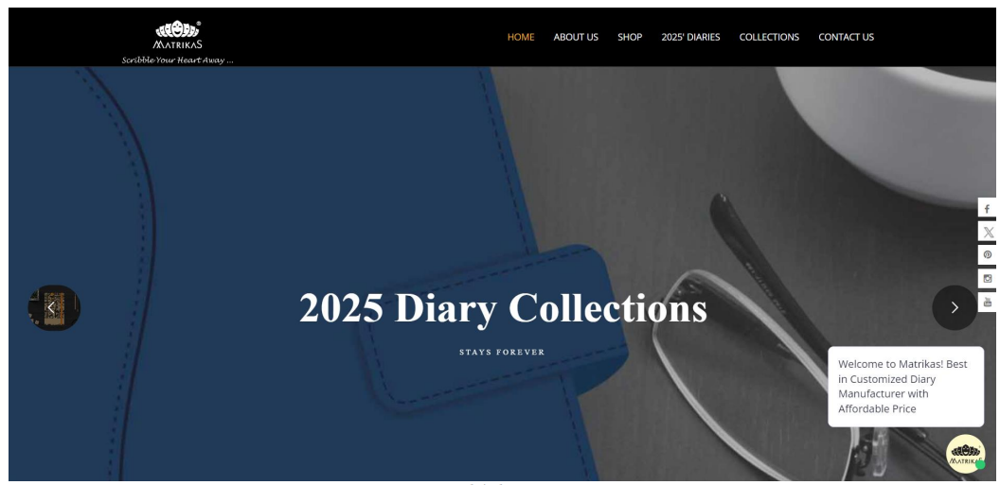 MATRIKAS
Scribble Your Heart Away ...
HOME ABOUT US SHOP 2025' DIARIES COLLECTIONS CONTACT US
2025 Diary Collections
STAYS FOREVER
Welcome to Matrikas! Best
in Customized Diary
Manufacturer with
Affordable Price
MATRIKAS